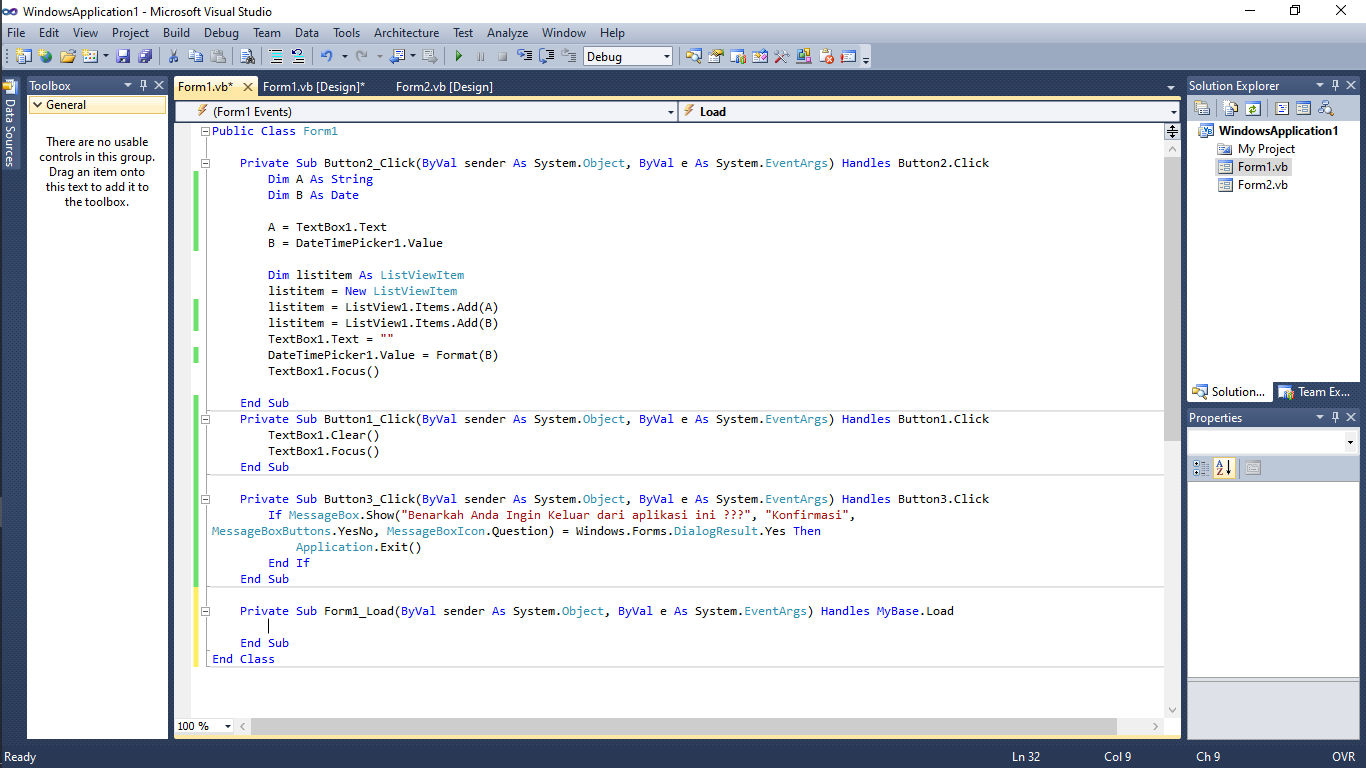 WindowsApplication1 - Microsoft Visual Studio
File Edit View Project Build Debug Team Data Tools Architecture Test Analyze Window Help
Debug
Data Sources
Toolbox
General
There are no usable
controls in this group.
Drag an item onto
this text to add it to
the toolbox.
Form1.vb* Form1.vb [Design]* Form2.vb [Design]
(Form1 Events) Load
Public Class Form1
Private Sub Button2_Click(ByVal sender As System.Object, ByVal e As System.EventArgs) Handles Button2.Click
Dim A As String
Dim B As Date
A = TextBox1.Text
B = DateTimePicker1.Value
Dim listitem As ListViewItem
listitem = New ListViewItem
listitem = ListView1.Items.Add(A)
listitem = ListView1.Items.Add(B)
TextBox1.Text = ""
DateTimePicker1.Value = Format(B)
TextBox1.Focus()
End Sub
Private Sub Button1_Click(ByVal sender As System.Object, ByVal e As System.EventArgs) Handles Button1.Click
TextBox1.Clear()
TextBox1.Focus()
End Sub
Private Sub Button3_Click(ByVal sender As System.Object, ByVal e As System.EventArgs) Handles Button3.Click
If MessageBox.Show("Benarkah Anda Ingin Keluar dari aplikasi ini ???", "Konfirmasi",
MessageBoxButtons.YesNo, MessageBoxIcon.Question) = Windows.Forms.DialogResult.Yes Then
Application.Exit()
End If
End Sub
Private Sub Form1_Load(ByVal sender As System.Object, ByVal e As System.EventArgs) Handles MyBase.Load
End Sub
End Class
100 %
Solution Explorer
WindowsApplication1
My Project
Form1.vb
Form2.vb
Solution... Team Ex...
Properties
Ready Ln 32 Col 9 Ch 9 OVR